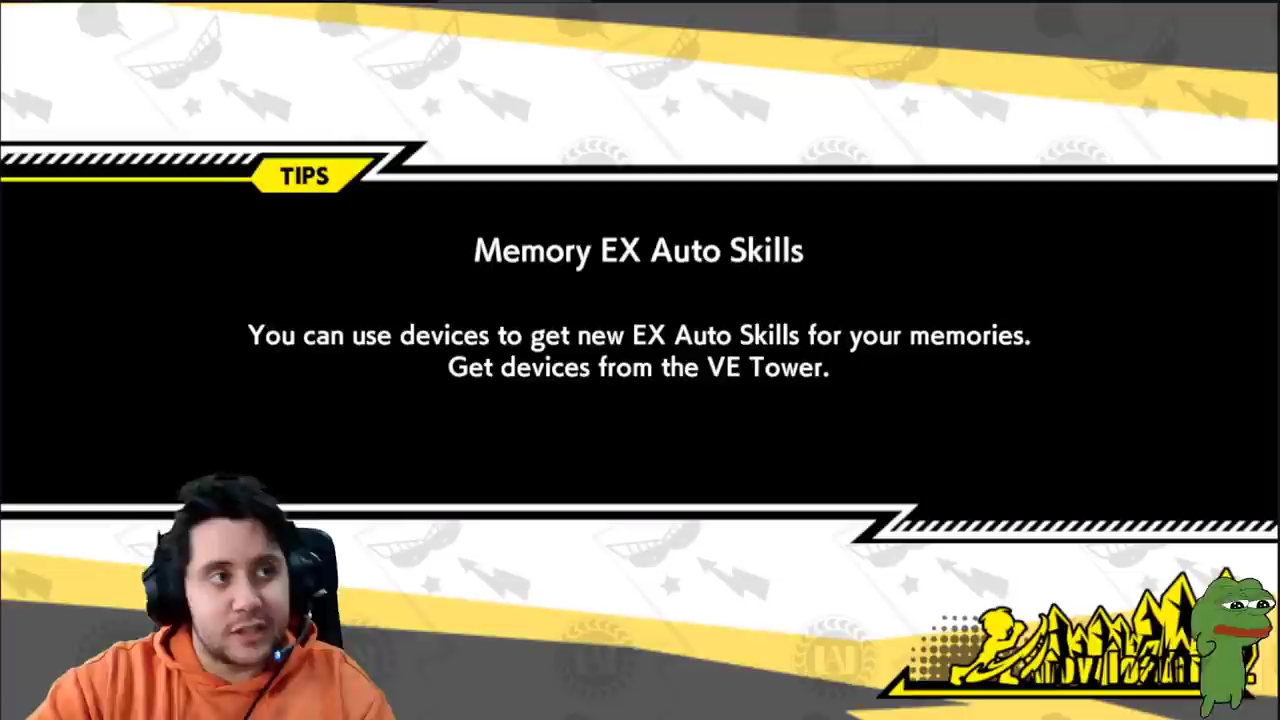 TIPS
Memory EX Auto Skills
You can use devices to get new EX Auto Skills for your memories.
Get devices from the VE Tower.